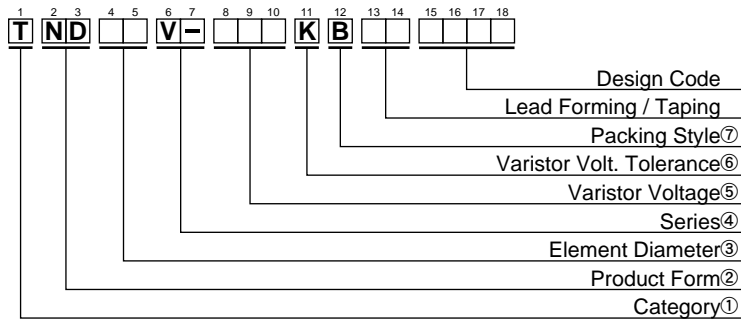 1 2 3 4 5 6 7 8 9 10 11 12 13 14 15 16 17 18
T N D V – K B
Design Code
Lead Forming / Taping
Packing Style⑦
Varistor Volt. Tolerance⑥
Varistor Voltage⑤
Series④
Element Diameter③
Product Form②
Category①